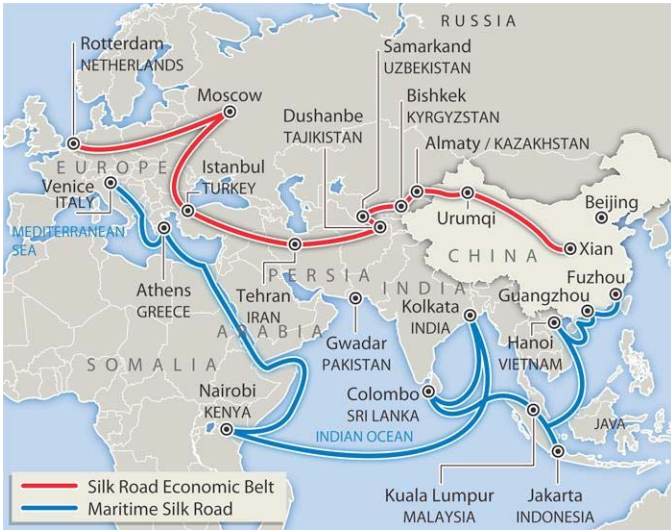 RUSSIA
Rotterdam
NETHERLANDS
Samarkand
UZBEKISTAN
Moscow
Bishkek
KYRGYZSTAN
Dushanbe
TAJIKISTAN
Almaty / KAZAKHSTAN
EUROPE
Istanbul
TURKEY
Venice
ITALY
Urumqi
Beijing
MEDITERRANEAN
SEA
CHINA
Xian
Athens
GREECE
Tehran
IRAN
PERSIA
INDIA
Fuzhou
Kolkata
INDIA
Guangzhou
ARABIA
Gwadar
PAKISTAN
Hanoi
VIETNAM
SOMALIA
Nairobi
KENYA
Colombo
SRI LANKA
INDIAN OCEAN
JAVA
Silk Road Economic Belt
Maritime Silk Road
Kuala Lumpur
MALAYSIA
Jakarta
INDONESIA